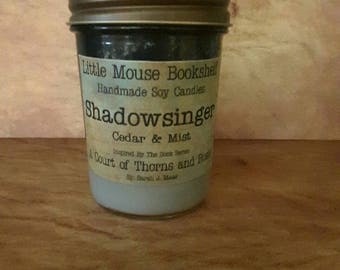 Little Mouse Bookshelf
Handmade Soy Candles
Shadowsinger
Cedar & Mist
Inspired By The Book Series
A Court of Thorns and Roses
By: Sarah J. Maas